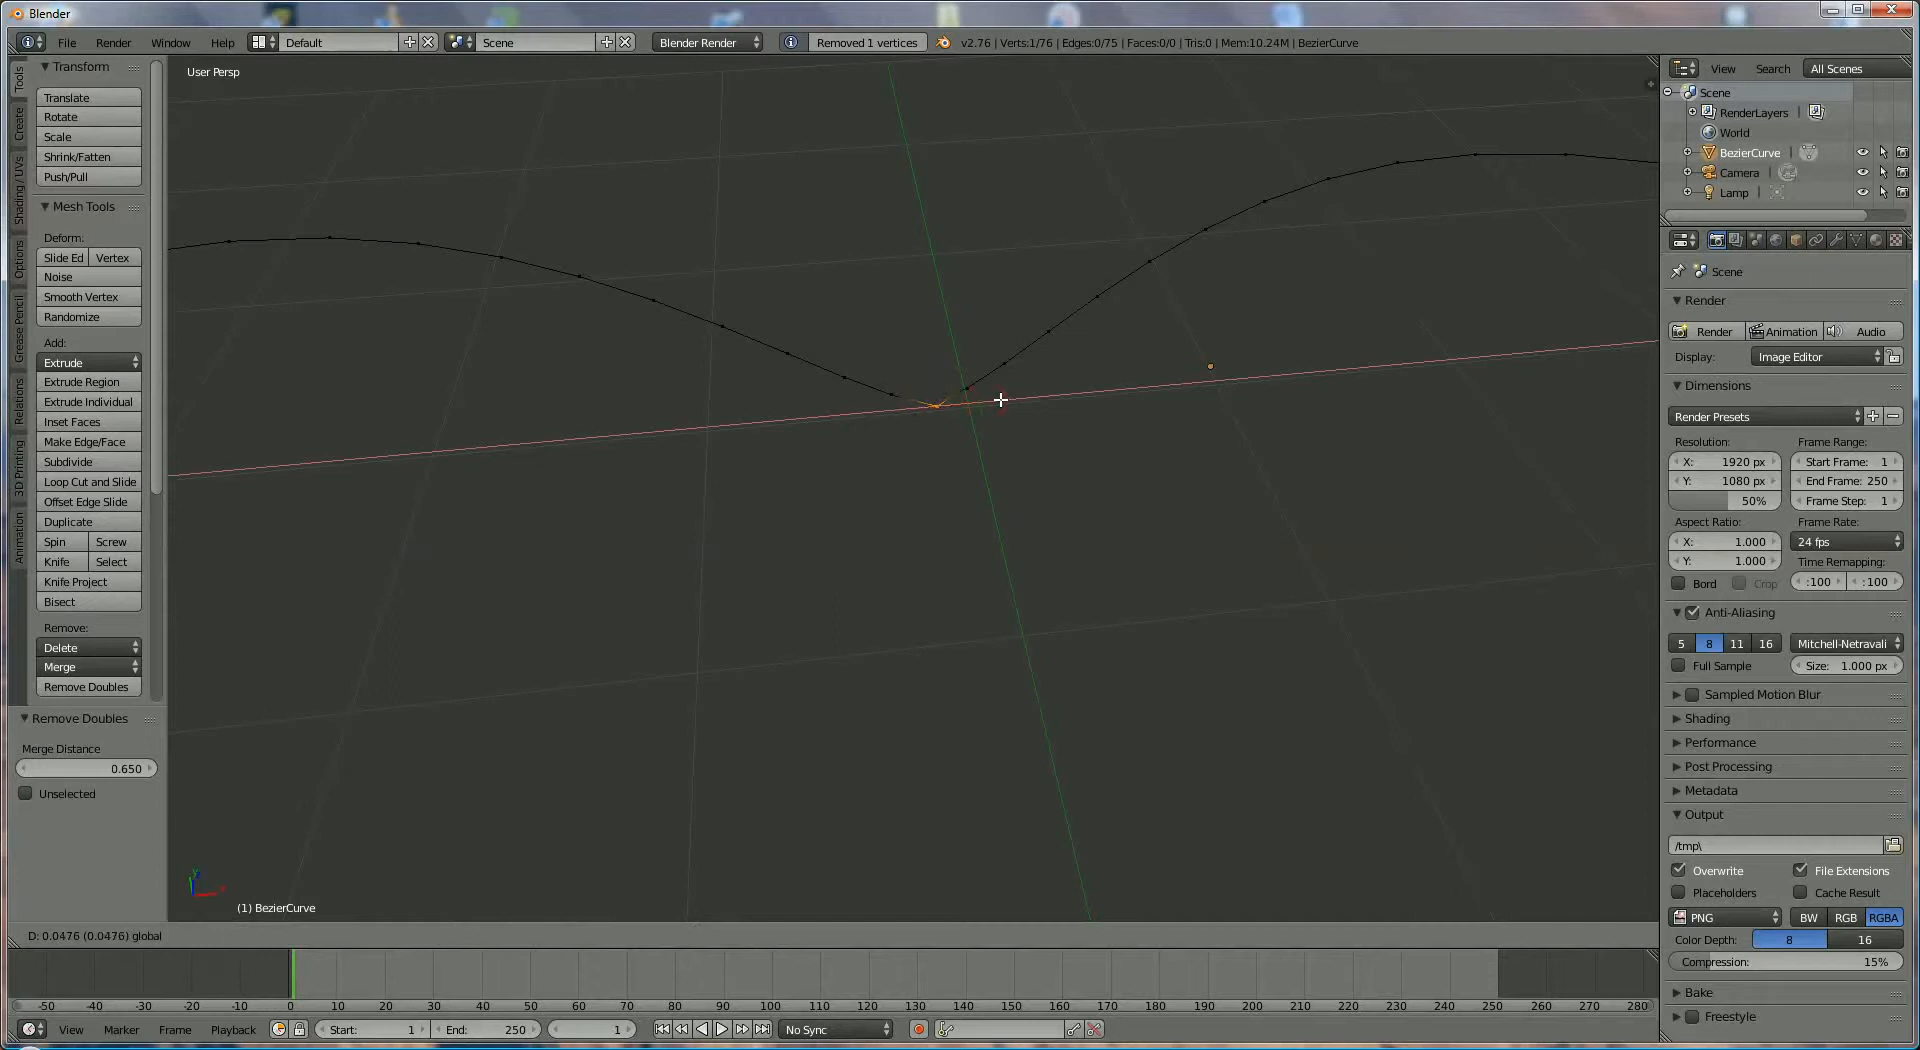 Blender
File Render Window Help Default Scene Blender Render Removed 1 vertices v2.76 | Verts:1/76 | Edges:0/75 | Faces:0/0 | Tris:0 | Mem:10.24M | BezierCurve
Tools
Create
Shading / UVs
Options
Grease Pencil
Relations
3D Printing
Animation
Transform
Translate
Rotate
Scale
Shrink/Fatten
Push/Pull
Mesh Tools
Deform:
Slide Ed Vertex
Noise
Smooth Vertex
Randomize
Add:
Extrude
Extrude Region
Extrude Individual
Inset Faces
Make Edge/Face
Subdivide
Loop Cut and Slide
Offset Edge Slide
Duplicate
Spin Screw
Knife Select
Knife Project
Bisect
Remove:
Delete
Merge
Remove Doubles
Remove Doubles
Merge Distance
0.650
Unselected
User Persp
(1) BezierCurve
D: 0.0476 (0.0476) global
View Search All Scenes
Scene
RenderLayers
World
BezierCurve
Camera
Lamp
Scene
Render
Render Animation Audio
Display: Image Editor
Dimensions
Render Presets
Resolution: Frame Range:
X: 1920 px Start Frame: 1
Y: 1080 px End Frame: 250
50% Frame Step: 1
Aspect Ratio: Frame Rate:
X: 1.000 24 fps
Y: 1.000 Time Remapping:
Bord Crop :100 :100
Anti-Aliasing
5 8 11 16 Mitchell-Netravali
Full Sample Size: 1.000 px
Sampled Motion Blur
Shading
Performance
Post Processing
Metadata
Output
/tmp\
Overwrite File Extensions
Placeholders Cache Result
PNG BW RGB RGBA
Color Depth: 8 16
Compression: 15%
Bake
Freestyle
-50 -40 -30 -20 -10 0 10 20 30 40 50 60 70 80 90 100 110 120 130 140 150 160 170 180 190 200 210 220 230 240 250 260 270 280
View Marker Frame Playback Start: 1 End: 250 1 No Sync